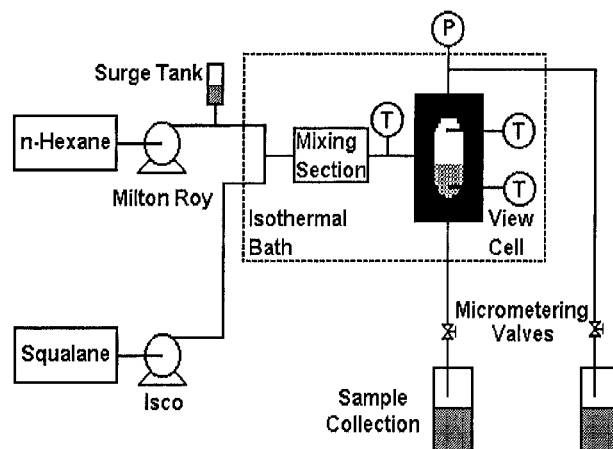 P
Surge Tank
n-Hexane
Milton Roy
Mixing
Section
T
T
T
Isothermal
Bath
View
Cell
Squalane
Isco
Micrometering
Valves
Sample
Collection